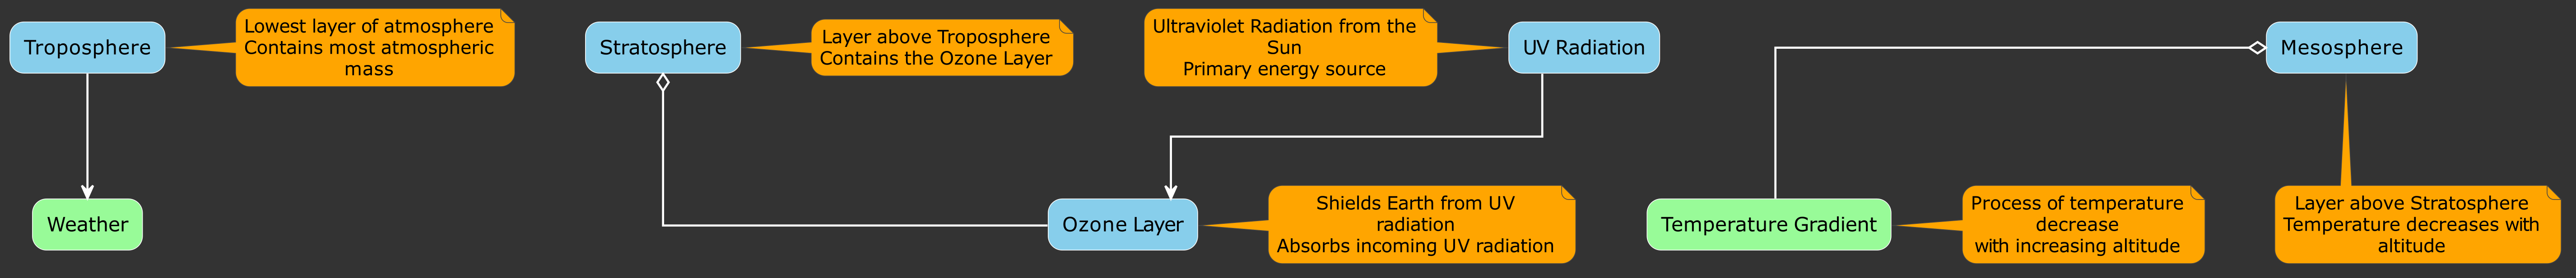 Troposphere
Lowest layer of atmosphere
Contains most atmospheric
mass
Stratosphere
Layer above Troposphere
Contains the Ozone Layer
Ultraviolet Radiation from the
Sun
Primary energy source
UV Radiation
Mesosphere
Weather
Ozone Layer
Shields Earth from UV
radiation
Absorbs incoming UV radiation
Temperature Gradient
Process of temperature
decrease
with increasing altitude
Layer above Stratosphere
Temperature decreases with
altitude